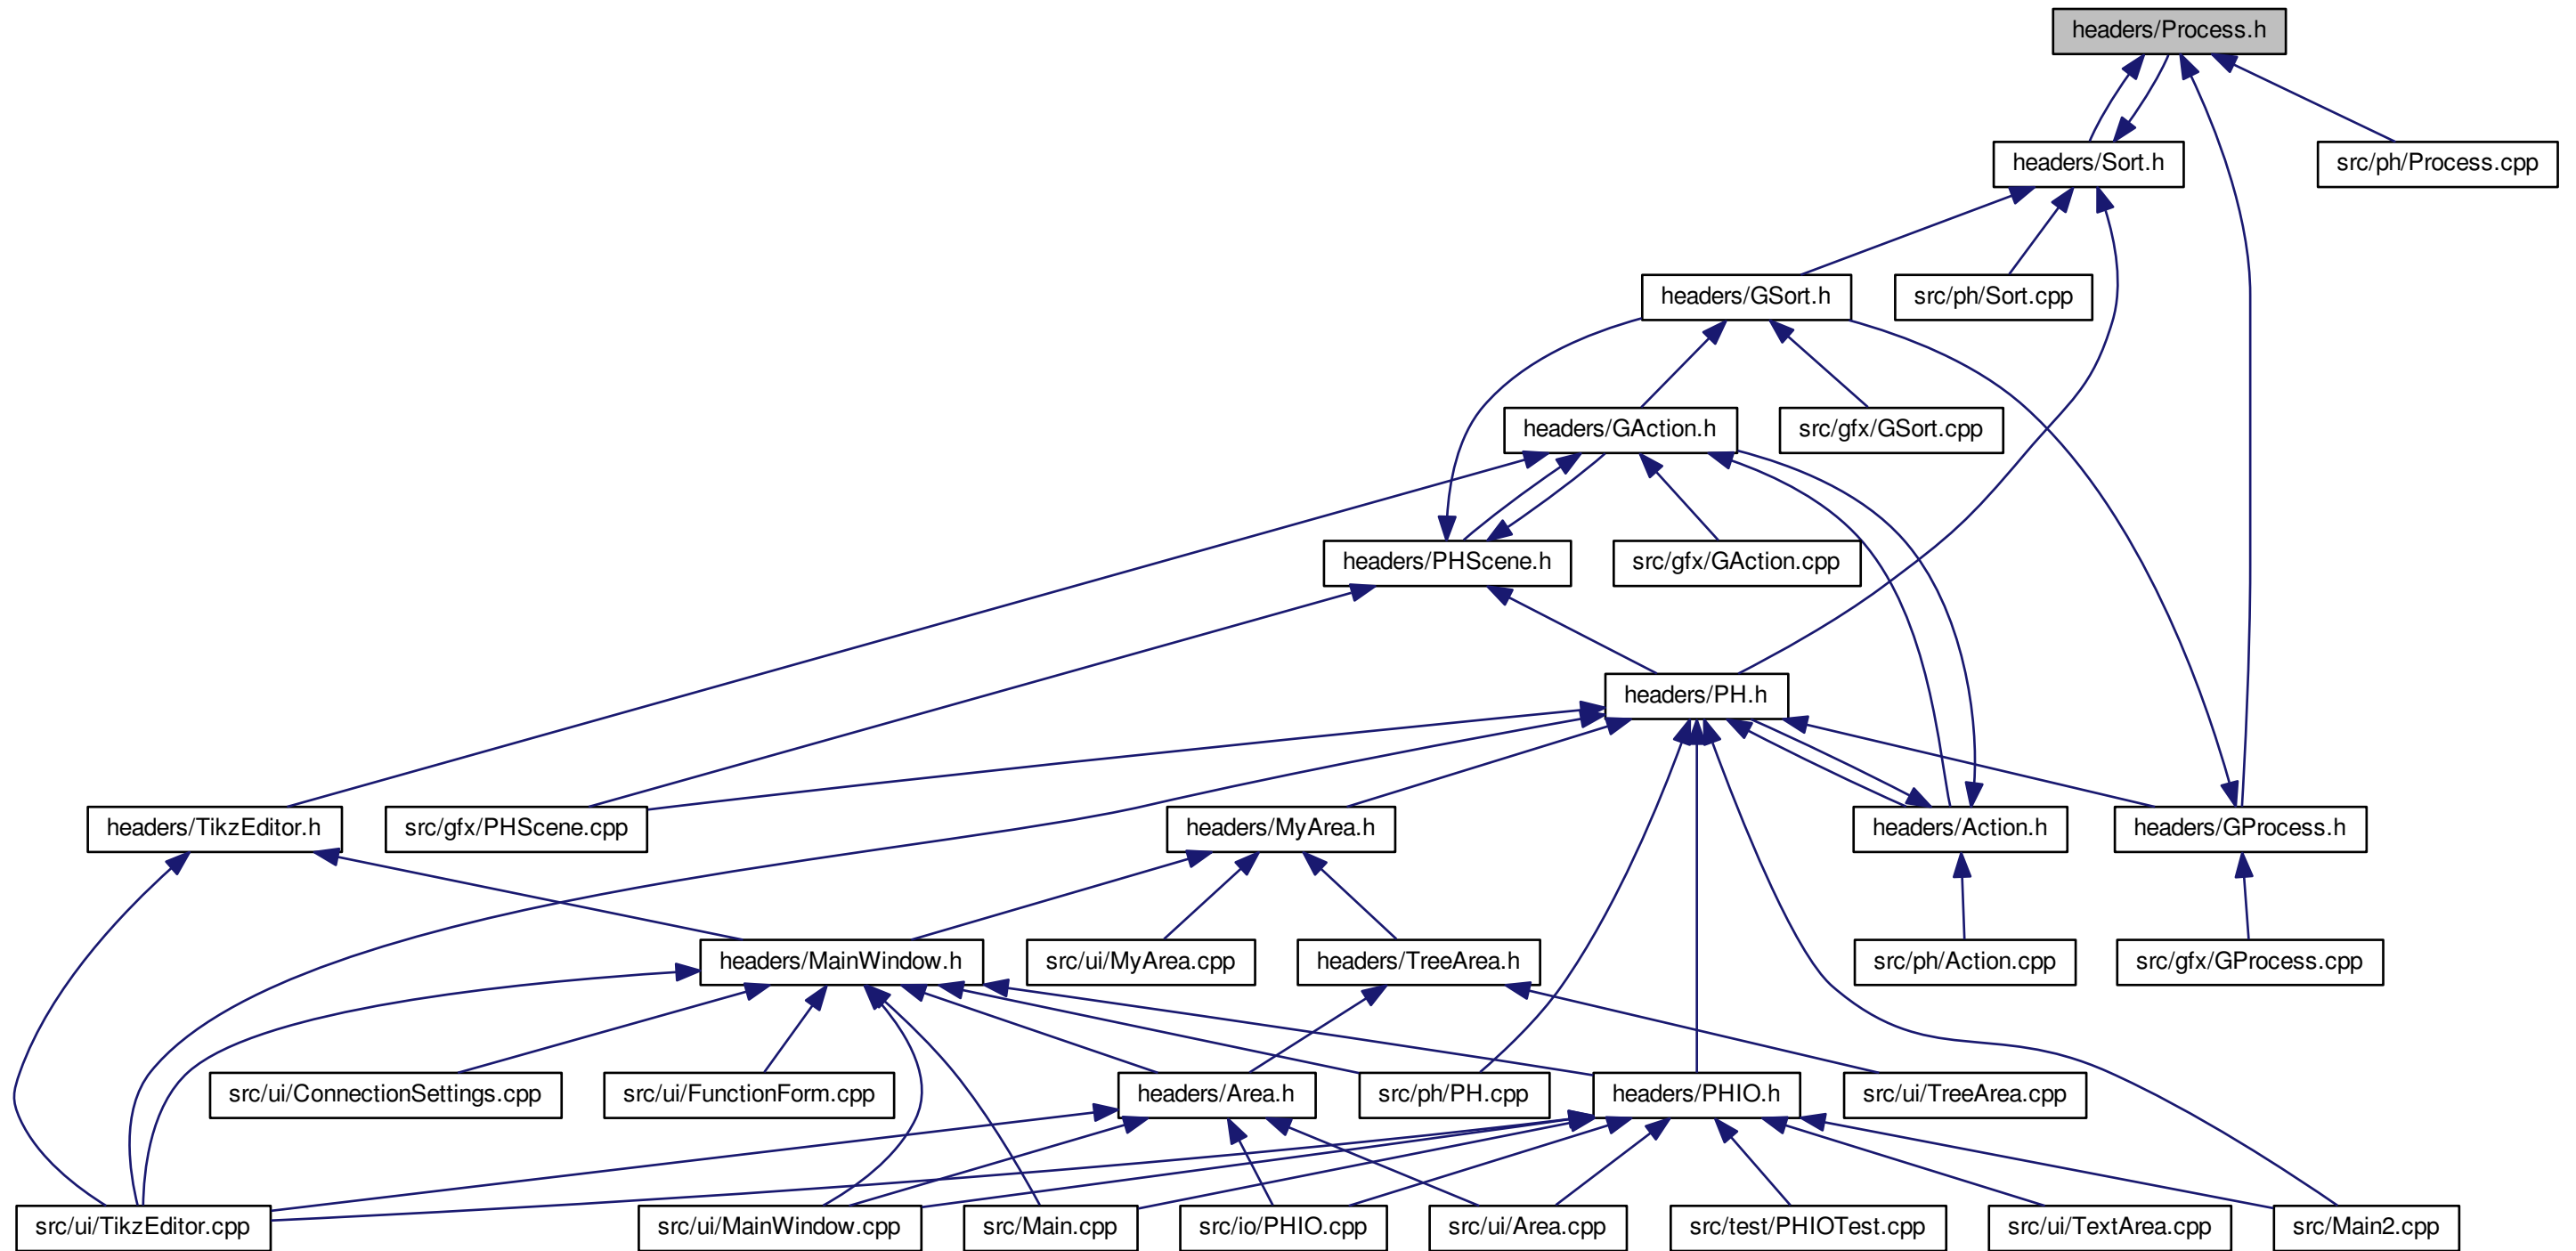 headers/Process.h
headers/Sort.h
src/ph/Process.cpp
headers/GSort.h
src/ph/Sort.cpp
headers/GAction.h
src/gfx/GSort.cpp
headers/PHScene.h
src/gfx/GAction.cpp
headers/PH.h
headers/TikzEditor.h
src/gfx/PHScene.cpp
headers/MyArea.h
headers/Action.h
headers/GProcess.h
headers/MainWindow.h
src/ui/MyArea.cpp
headers/TreeArea.h
src/ph/Action.cpp
src/gfx/GProcess.cpp
src/ui/ConnectionSettings.cpp
src/ui/FunctionForm.cpp
headers/Area.h
src/ph/PH.cpp
headers/PHIO.h
src/ui/TreeArea.cpp
src/ui/TikzEditor.cpp
src/ui/MainWindow.cpp
src/Main.cpp
src/io/PHIO.cpp
src/ui/Area.cpp
src/test/PHIOTest.cpp
src/ui/TextArea.cpp
src/Main2.cpp